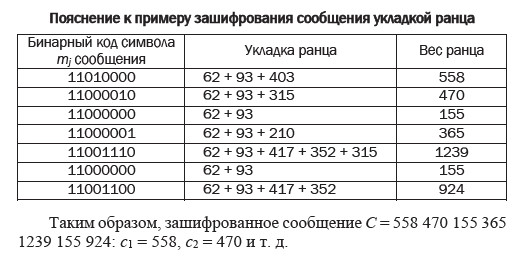 Пояснение к примеру зашифрования сообщения укладкой ранца
Бинарный код символа mj сообщения Укладка ранца Вес ранца
11010000 62 + 93 + 403 558
11000010 62 + 93 + 315 470
11000000 62 + 93 155
11000001 62 + 93 + 210 365
11001110 62 + 93 + 417 + 352 + 315 1239
11000000 62 + 93 155
11001100 62 + 93 + 417 + 352 924
Таким образом, зашифрованное сообщение C = 558 470 155 365
1239 155 924: c1 = 558, c2 = 470 и т. д.